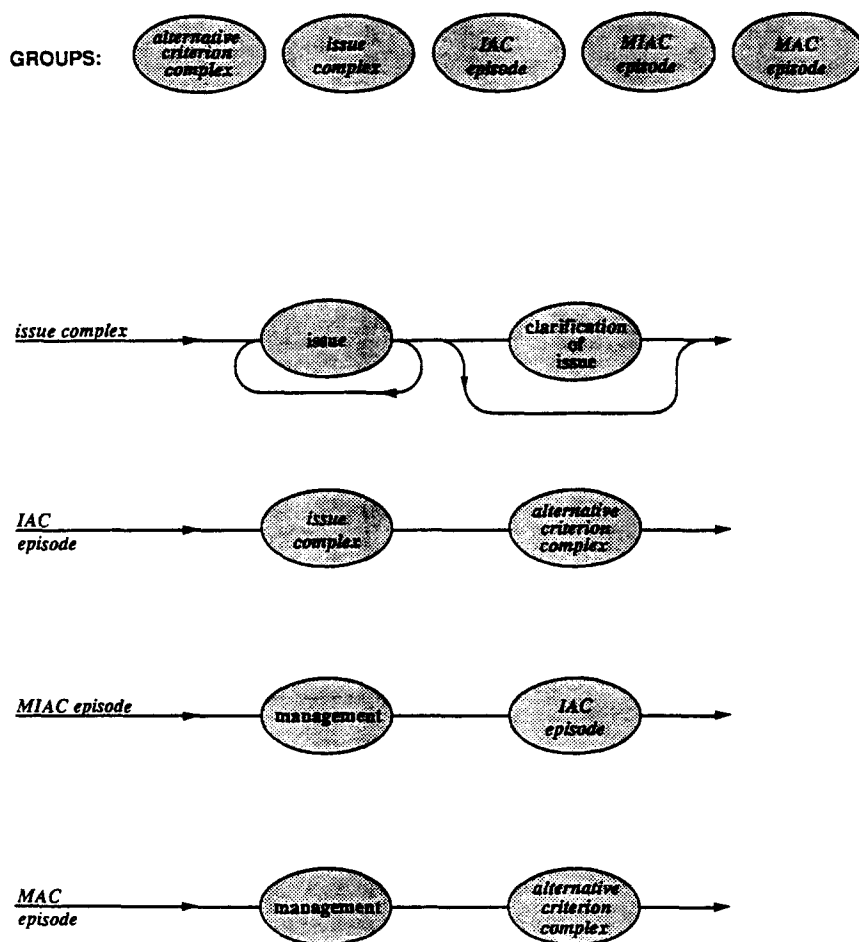 GROUPS:
alternative
criterion
complex
issue
complex
IAC
episode
MIAC
episode
MAC
episode
issue complex
issue
clarification
of
issue
IAC
episode
issue
complex
alternative
criterion
complex
MIAC episode
management
IAC
episode
MAC
episode
management
alternative
criterion
complex